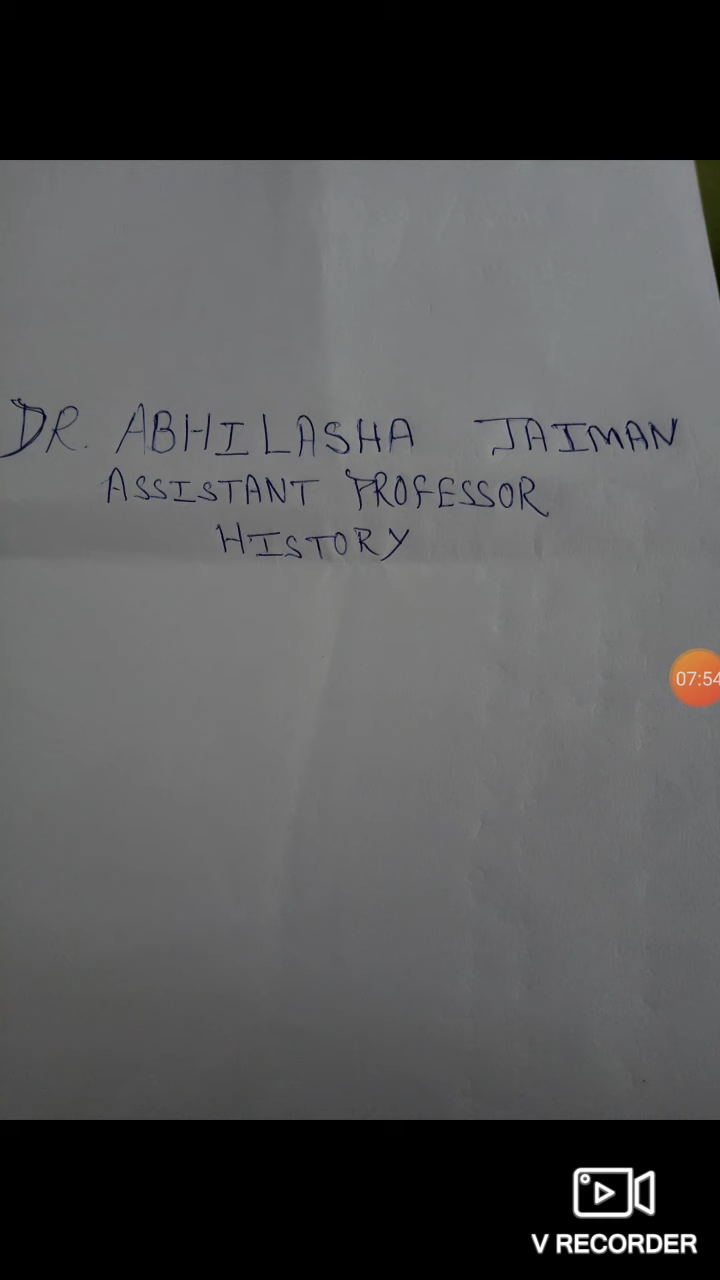 DR. ABHILASHA JAIMAN
ASSISTANT PROFESSOR
HISTORY
07:54
V RECORDER